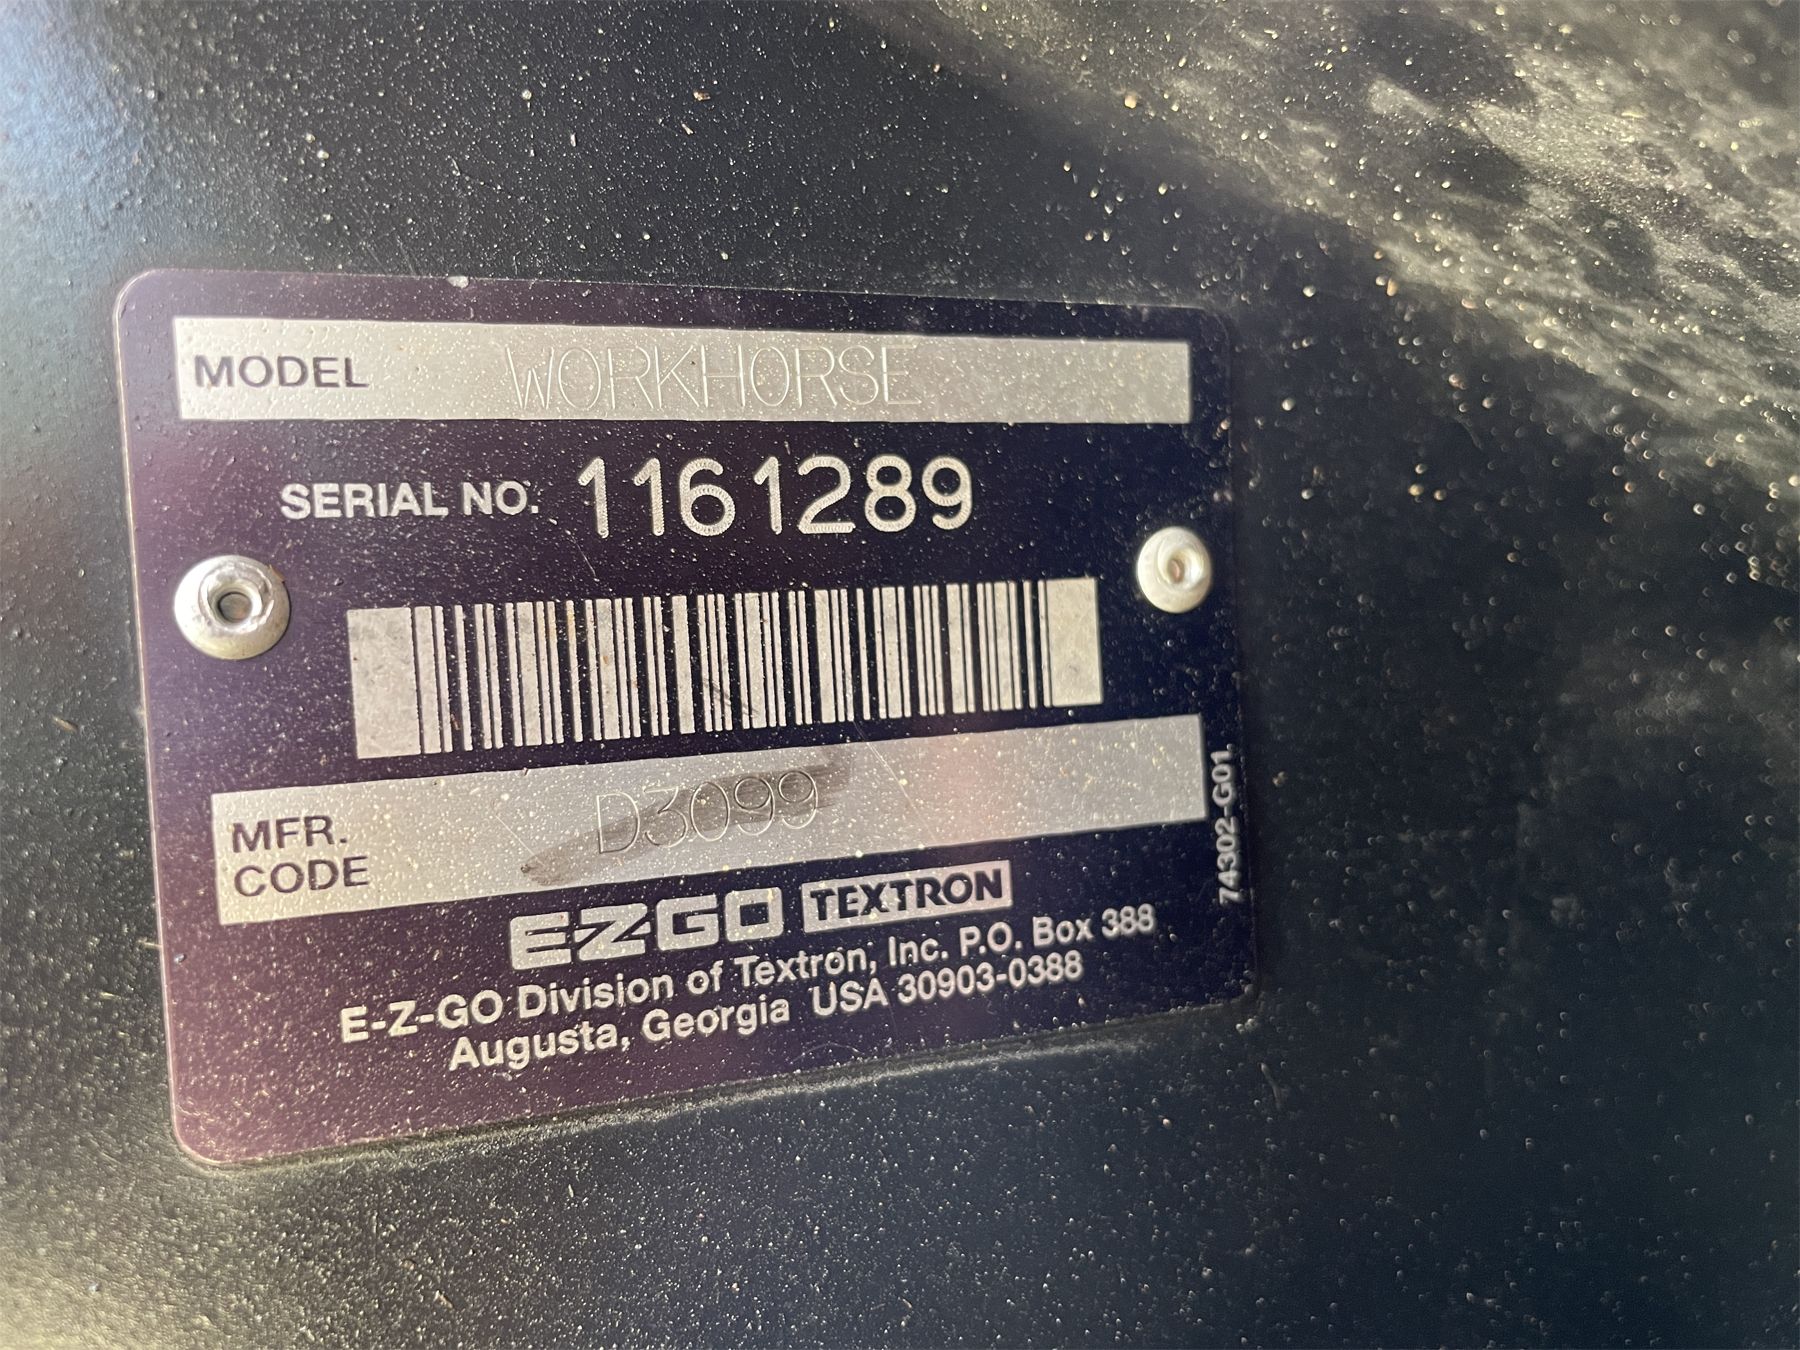 MODEL WORKHORSE
SERIAL NO. 1161289
MFR. CODE D3099
E-Z-GO TEXTRON
E-Z-GO Division of Textron, Inc. P.O. Box 388
Augusta, Georgia USA 30903-0388
74302-G01